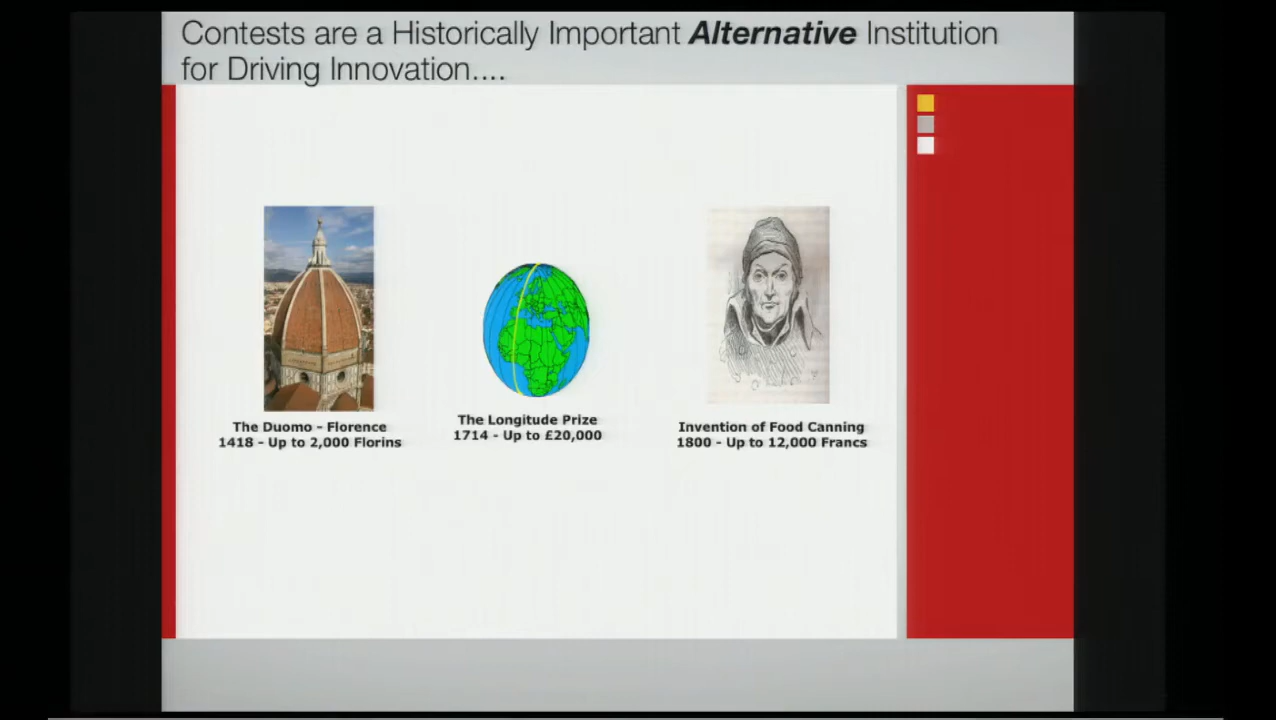 Contests are a Historically Important Alternative Institution
for Driving Innovation....
The Duomo - Florence
1418 - Up to 2,000 Florins
The Longitude Prize
1714 - Up to £20,000
Invention of Food Canning
1800 - Up to 12,000 Francs